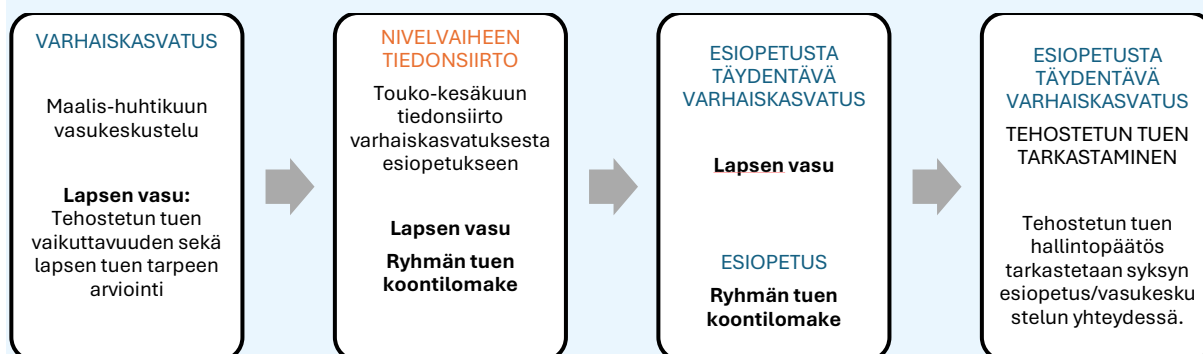 VARHAISKASVATUS
Maalis-huhtikuun
vasukeskustelu
Lapsen vasu:
Tehostetun tuen
vaikuttavuuden sekä
lapsen tuen tarpeen
arviointi
NIVELVAIHEEN
TIEDONSIIRTO
Touko-kesäkuun
tiedonsiirto
varhaiskasvatuksesta
esiopetukseen
Lapsen vasu
Ryhmän tuen
koontilomake
ESIOPETUSTA
TÄYDENTÄVÄ
VARHAISKASVATUS
Lapsen vasu
ESIOPETUS
Ryhmän tuen
koontilomake
ESIOPETUSTA
TÄYDENTÄVÄ
VARHAISKASVATUS
TEHOSTETUN TUEN
TARKASTAMINEN
Tehostetun tuen
hallintopäätös
tarkastetaan syksyn
esiopetus/vasukesku
stelun yhteydessä.